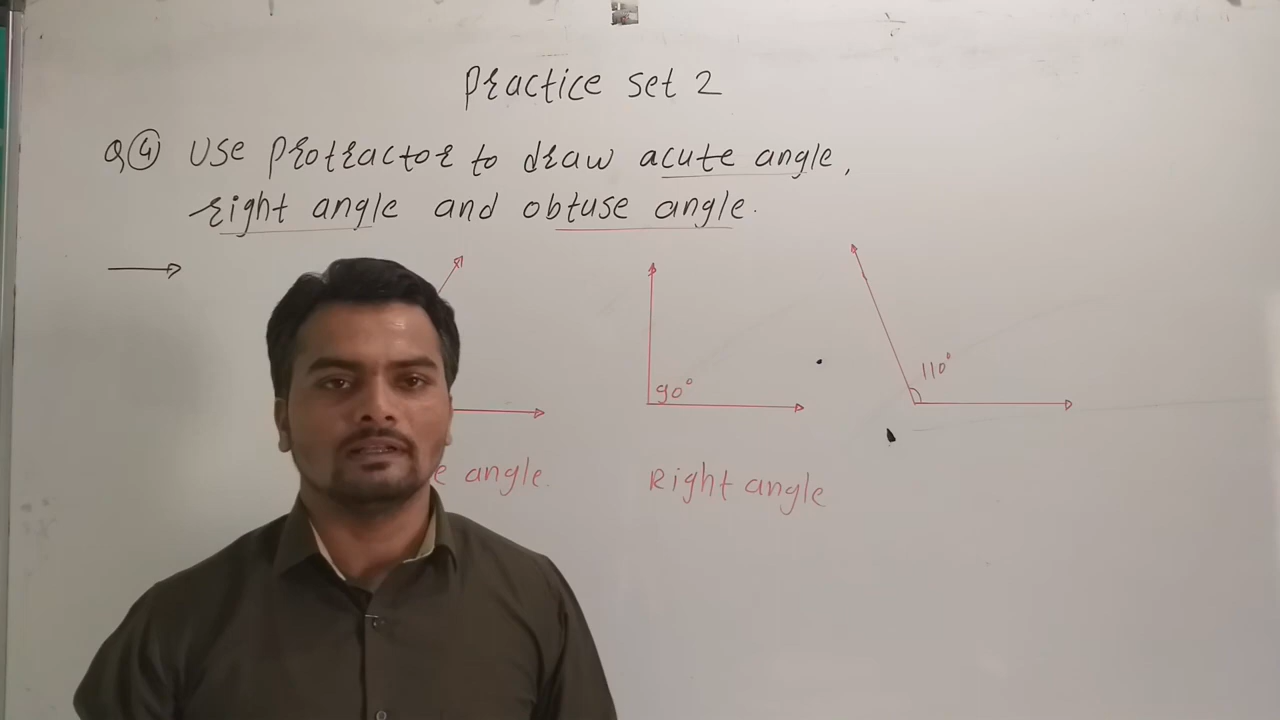 Practice set 2
Q④ Use protractor to draw acute angle,
right angle and obtuse angle.
90°
110°
e angle.
Right angle